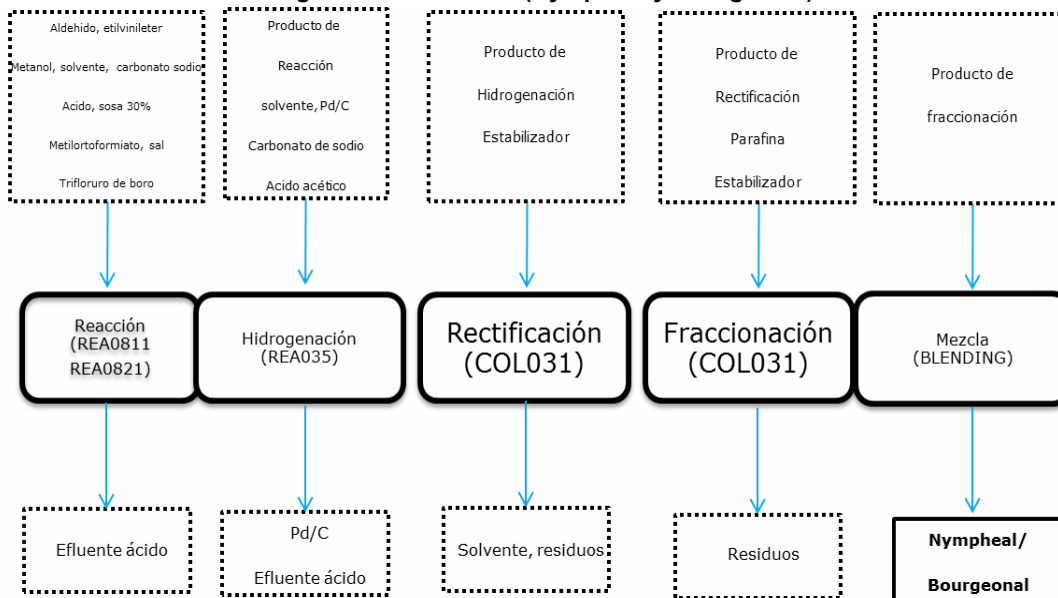 Aldehido, etilvinileter
Metanol, solvente, carbonato sodio
Acido, sosa 30%
Metilortoformiato, sal
Trifloruro de boro
Producto de
Reacción
solvente, Pd/C
Carbonato de sodio
Acido acético
Producto de
Hidrogenación
Estabilizador
Producto de
Rectificación
Parafina
Estabilizador
Producto de
fraccionación
Reacción
(REA0811
REA0821)
Hidrogenación
(REA035)
Rectificación
(COL031)
Fraccionación
(COL031)
Mezcla
(BLENDING)
Efluente ácido
Pd/C
Efluente ácido
Solvente, residuos
Residuos
Nympheal/
Bourgeonal